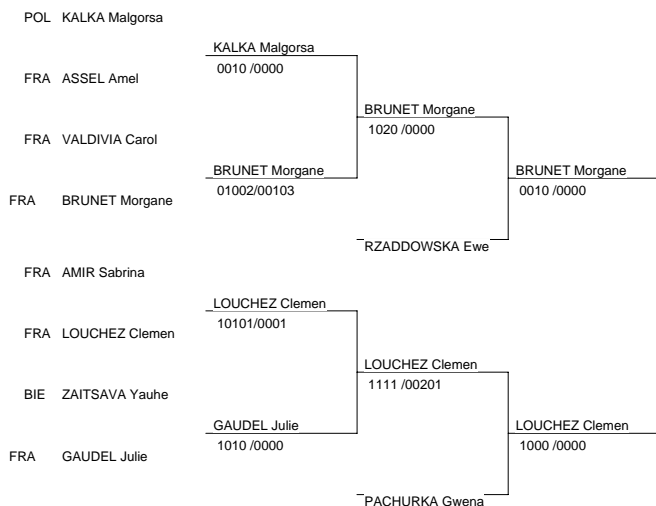 POL KALKA Malgorsa
KALKA Malgorsa
0010 /0000
FRA ASSEL Amel
BRUNET Morgane
1020 /0000
FRA VALDIVIA Carol
BRUNET Morgane
01002/00103
BRUNET Morgane
0010 /0000
FRA BRUNET Morgane
RZADDOWSKA Ewe
FRA AMIR Sabrina
LOUCHEZ Clemen
10101/0001
FRA LOUCHEZ Clemen
LOUCHEZ Clemen
1111 /00201
BIE ZAITSAVA Yauhe
GAUDEL Julie
1010 /0000
LOUCHEZ Clemen
1000 /0000
FRA GAUDEL Julie
PACHURKA Gwena